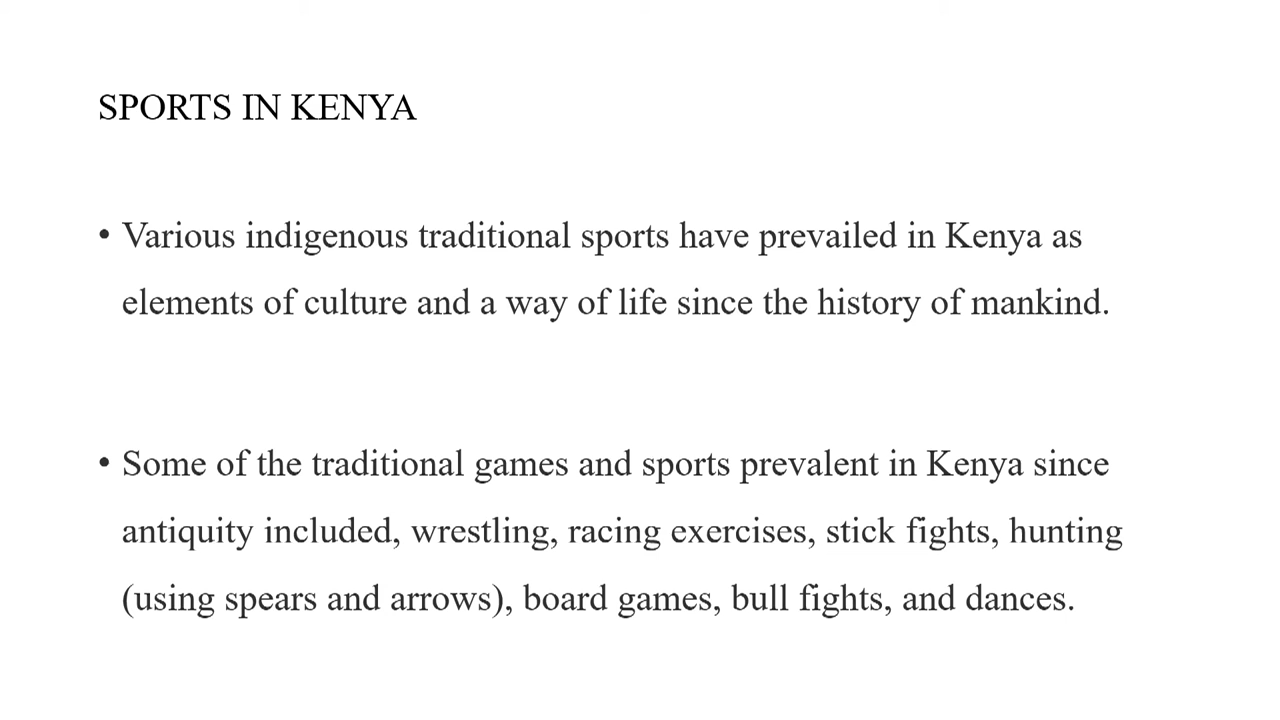 SPORTS IN KENYA
• Various indigenous traditional sports have prevailed in Kenya as
elements of culture and a way of life since the history of mankind.
• Some of the traditional games and sports prevalent in Kenya since
antiquity included, wrestling, racing exercises, stick fights, hunting
(using spears and arrows), board games, bull fights, and dances.